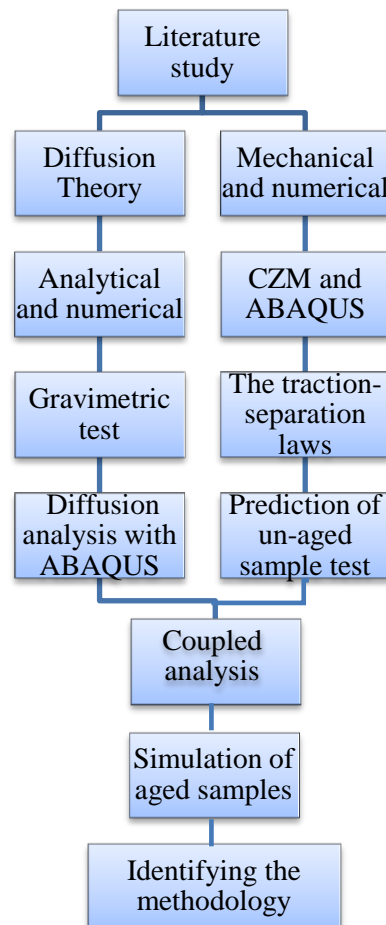 Literature
study
Diffusion
Theory
Mechanical
and numerical
Analytical
and numerical
CZM and
ABAQUS
Gravimetric
test
The traction-
separation
laws
Diffusion
analysis with
ABAQUS
Prediction of
un-aged
sample test
Coupled
analysis
Simulation of
aged samples
Identifying the
methodology